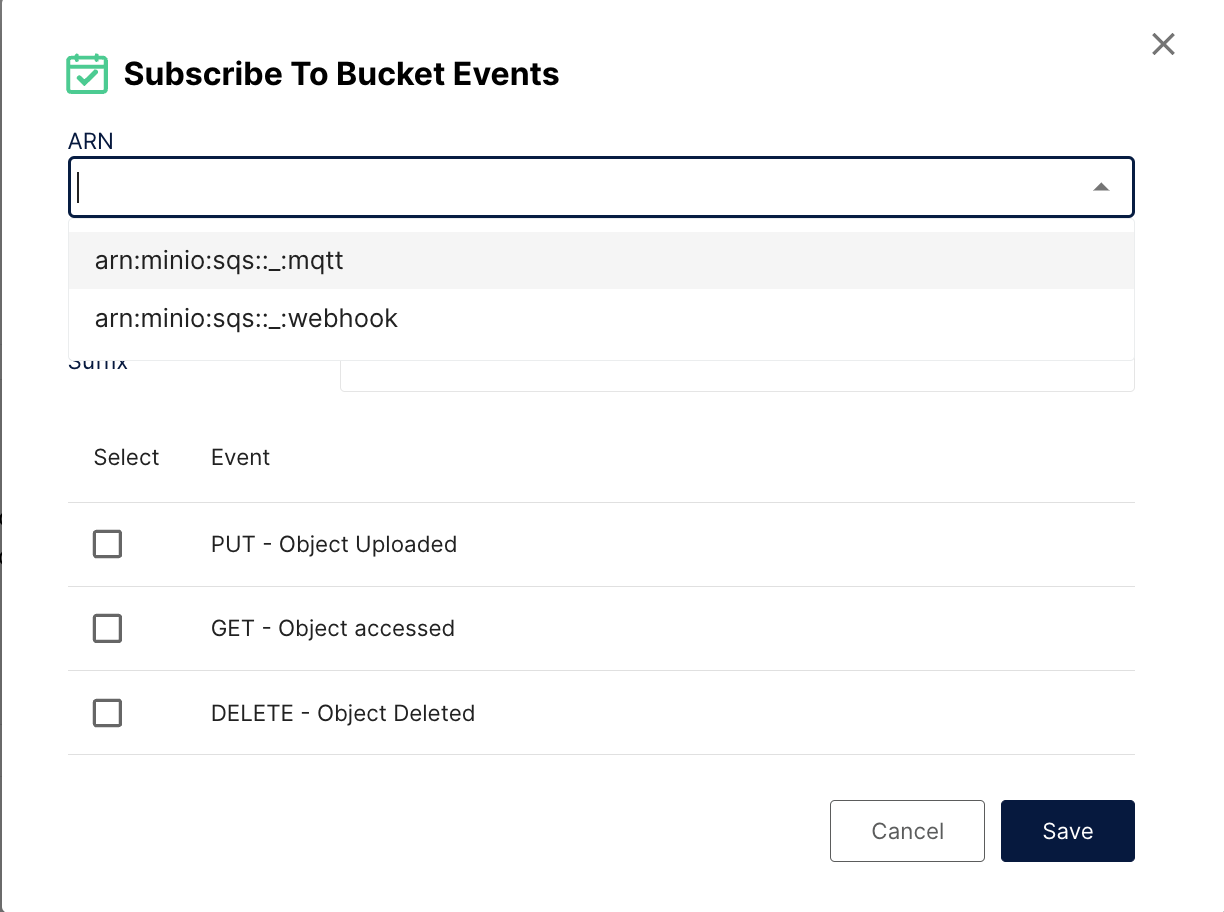 Subscribe To Bucket Events
ARN
arn:minio:sqs::_:mqtt
arn:minio:sqs::_:webhook
Suffix
Select Event
PUT - Object Uploaded
GET - Object accessed
DELETE - Object Deleted
Cancel Save